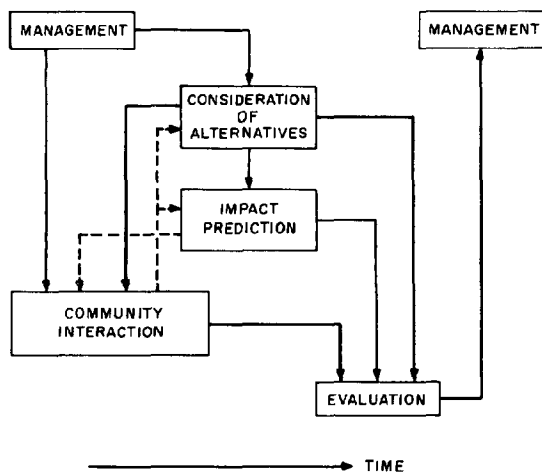 MANAGEMENT
MANAGEMENT
CONSIDERATION
OF
ALTERNATIVES
IMPACT
PREDICTION
COMMUNITY
INTERACTION
EVALUATION
TIME